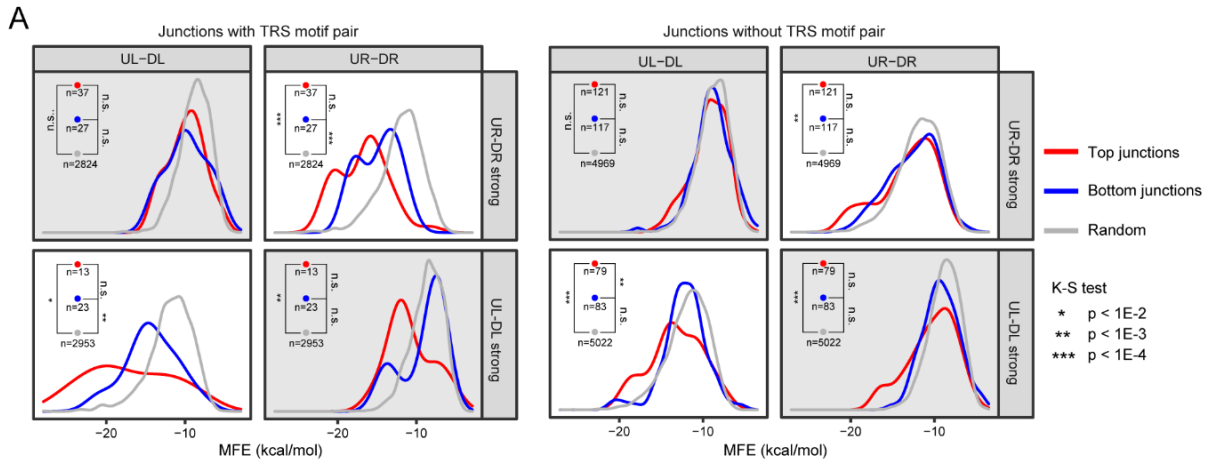 A
Junctions with TRS motif pair
Junctions without TRS motif pair
UL−DL
UR−DR
UL−DL
UR−DR
n=37
n=27
n=2824
n.s..
n.s.
n.s.
n=37
n=27
n=2824
***
n.s.
***
UR-DR strong
n=121
n=117
n=4969
n.s.
n.s.
n.s.
n=121
n=117
n=4969
**
n.s.
n.s.
UR-DR strong
n=13
n=23
n=2953
*
n.s.
**
n=13
n=23
n=2953
**
n.s.
n.s.
UL-DL strong
n=79
n=83
n=5022
***
**
n.s.
n=79
n=83
n=5022
***
n.s.
n.s.
UL-DL strong
−20
−10
−20
−10
−20
−10
−20
−10
MFE (kcal/mol)
MFE (kcal/mol)
Top junctions
Bottom junctions
Random
K-S test
* p < 1E-2
** p < 1E-3
*** p < 1E-4